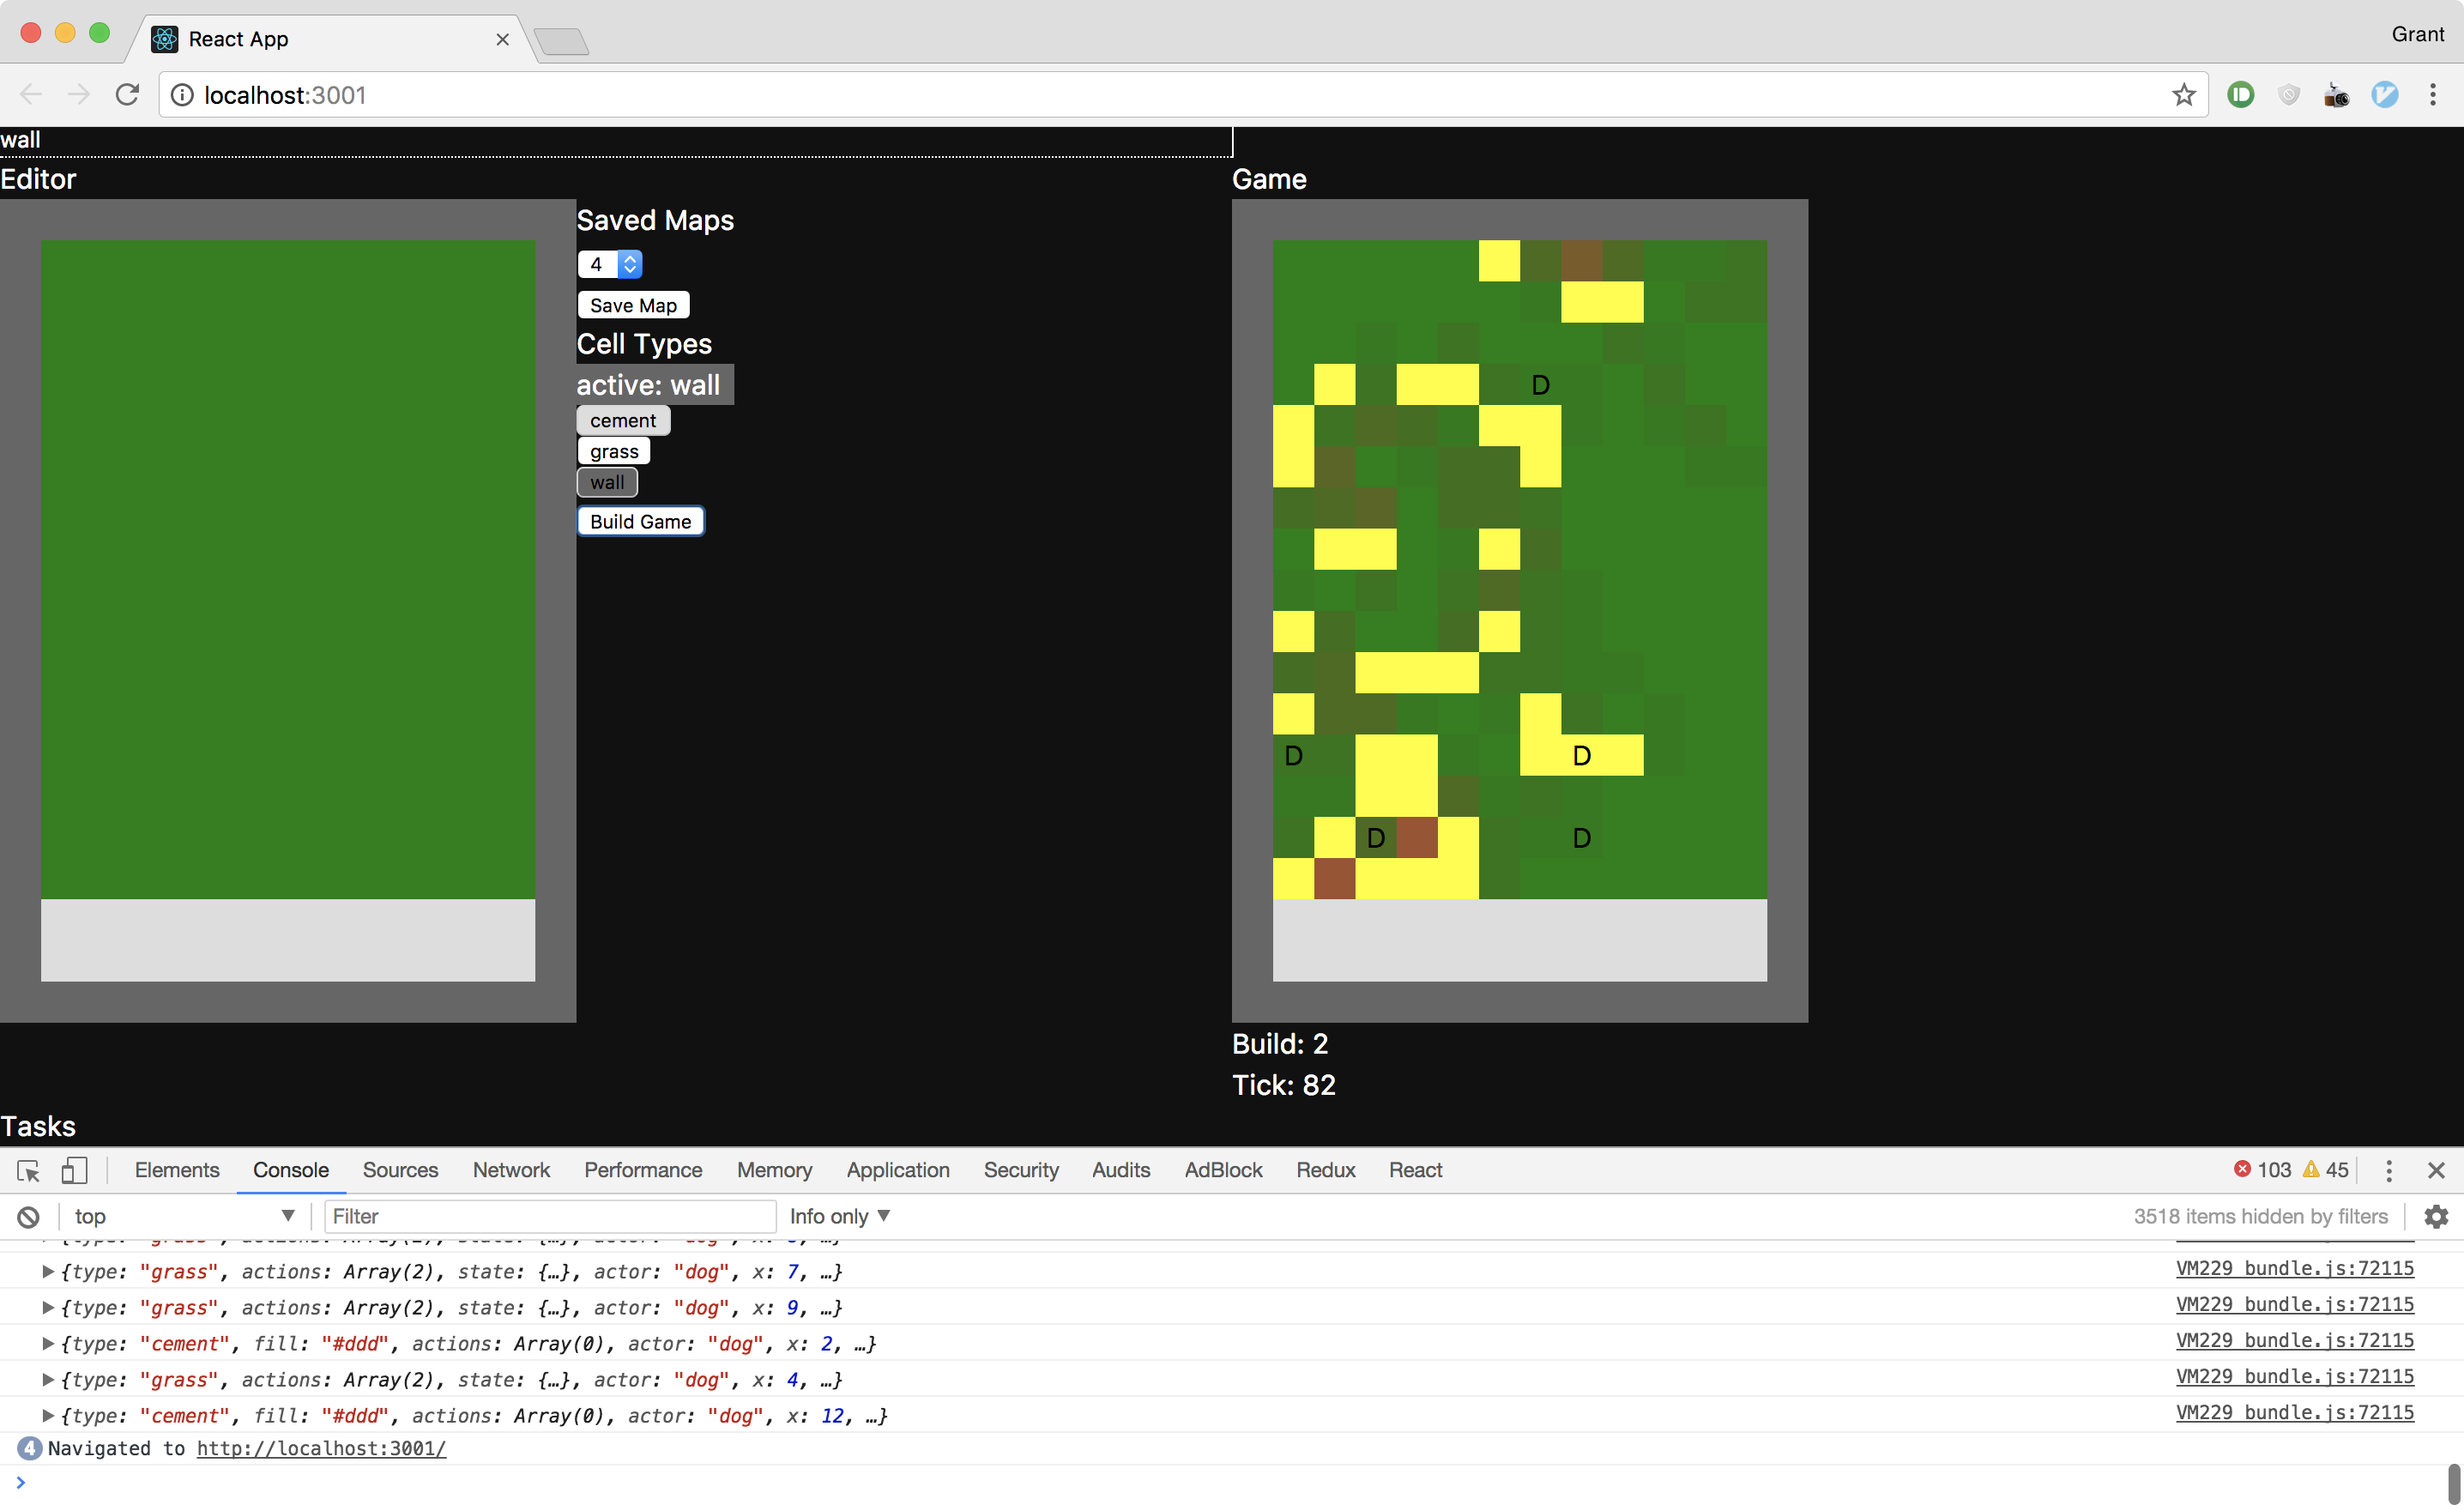 React App
Grant
localhost:3001
wall
Editor
Game
Saved Maps
4
Save Map
Cell Types
active: wall
cement
grass
wall
Build Game
D
D
D
D
D
Build: 2
Tick: 82
Tasks
Elements Console Sources Network Performance Memory Application Security Audits AdBlock Redux React 103 45
top Filter Info only 3518 items hidden by filters
{type: "grass", actions: Array(2), state: {…}, actor: "dog", x: 7, …} VM229 bundle.js:72115
{type: "grass", actions: Array(2), state: {…}, actor: "dog", x: 9, …} VM229 bundle.js:72115
{type: "cement", fill: "#ddd", actions: Array(0), actor: "dog", x: 2, …} VM229 bundle.js:72115
{type: "grass", actions: Array(2), state: {…}, actor: "dog", x: 4, …} VM229 bundle.js:72115
{type: "cement", fill: "#ddd", actions: Array(0), actor: "dog", x: 12, …} VM229 bundle.js:72115
4 Navigated to http://localhost:3001/